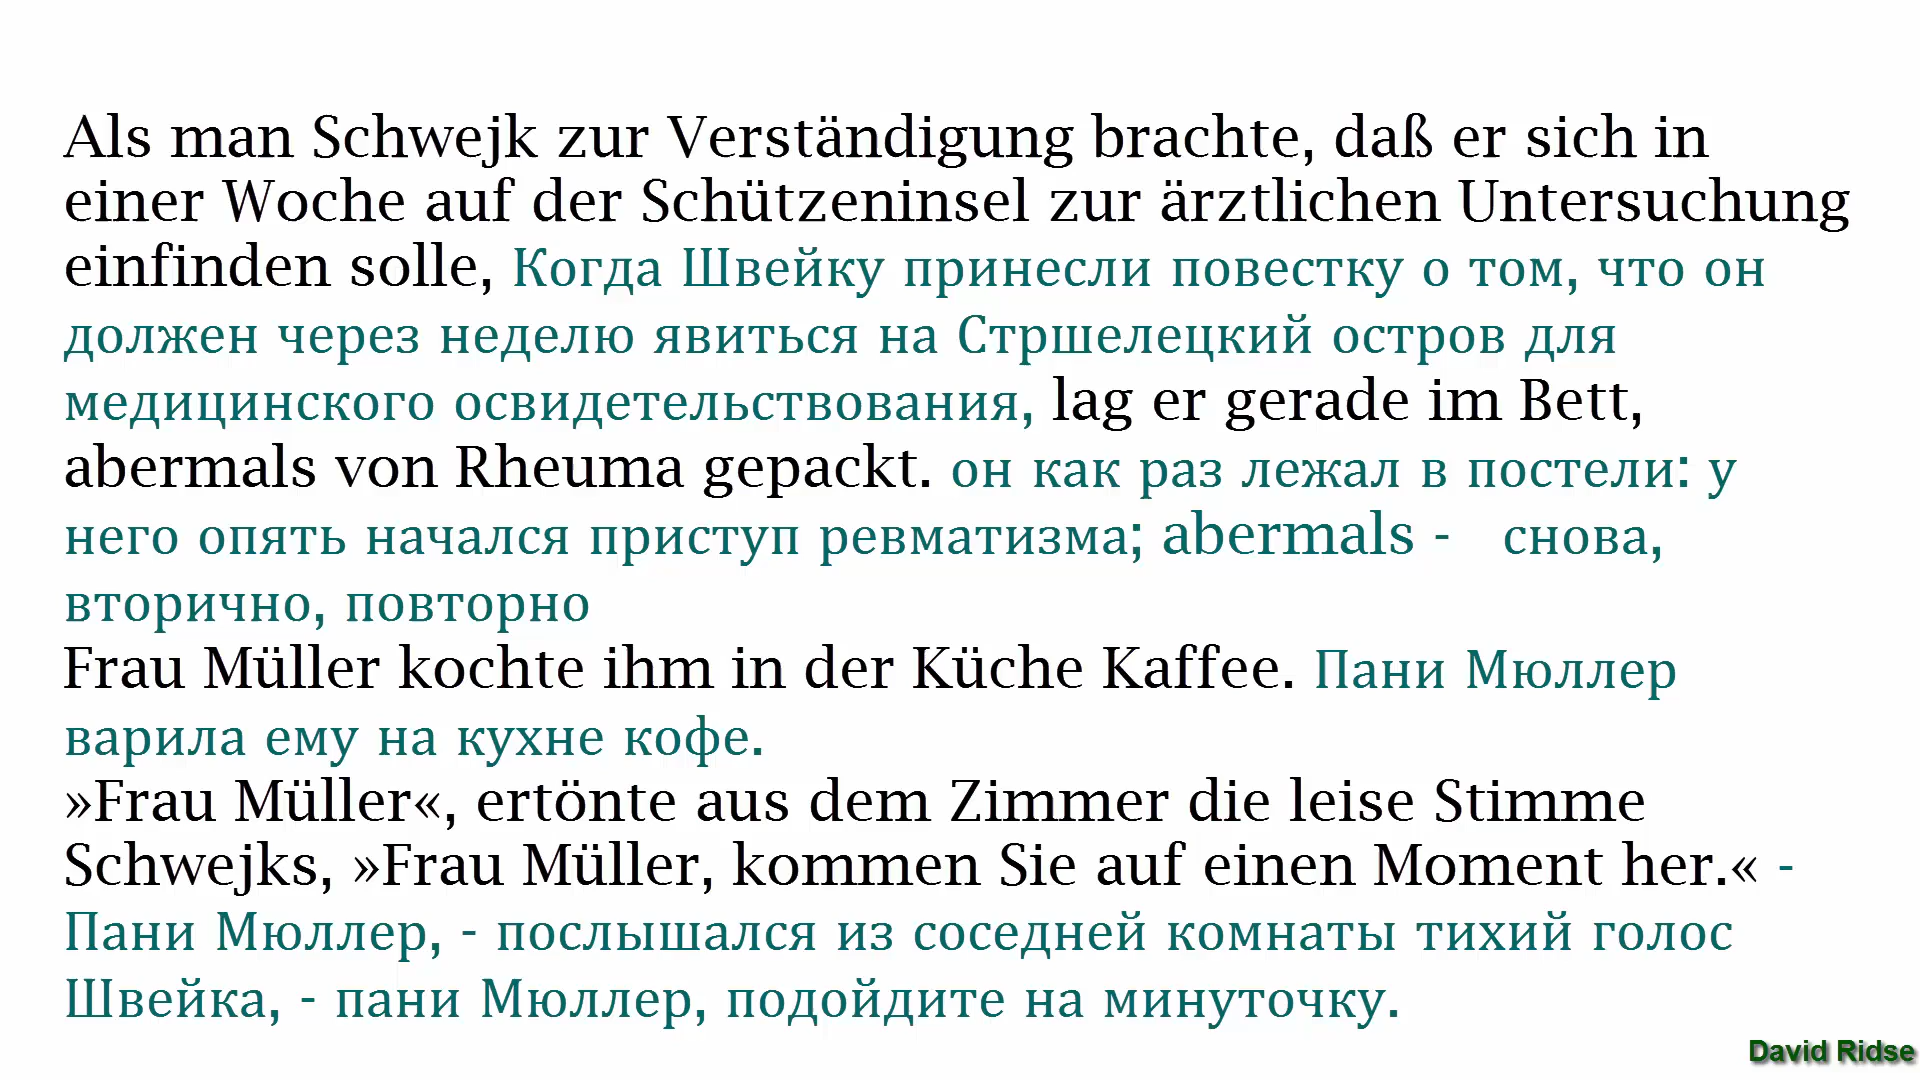 Als man Schwejk zur Verständigung brachte, daß er sich in
einer Woche auf der Schützeninsel zur ärztlichen Untersuchung
einfinden solle, Когда Швейку принесли повестку о том, что он
должен через неделю явиться на Стршелецкий остров для
медицинского освидетельствования, lag er gerade im Bett,
abermals von Rheuma gepackt. он как раз лежал в постели: у
него опять начался приступ ревматизма; abermals - снова,
вторично, повторно
Frau Müller kochte ihm in der Küche Kaffee. Пани Мюллер
варила ему на кухне кофе.
»Frau Müller«, ertönte aus dem Zimmer die leise Stimme
Schwejks, »Frau Müller, kommen Sie auf einen Moment her.« -
Пани Мюллер, - послышался из соседней комнаты тихий голос
Швейка, - пани Мюллер, подойдите на минуточку.
David Ridse